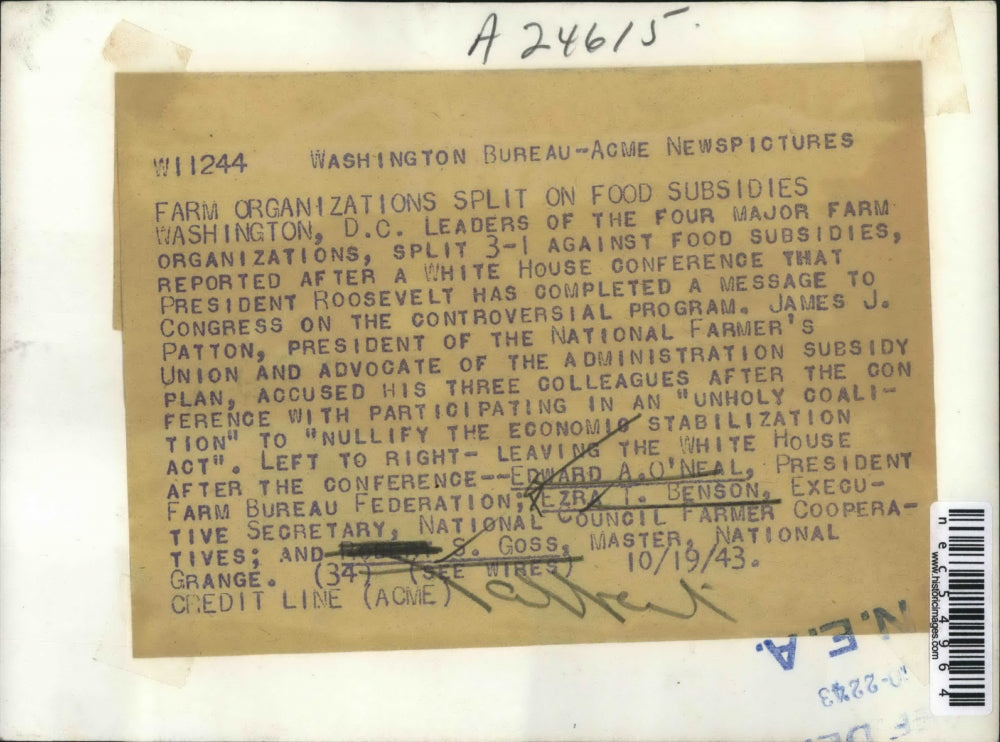 A 24615
W11244 WASHINGTON BUREAU-ACME NEWSPICTURES
FARM ORGANIZATIONS SPLIT ON FOOD SUBSIDIES
WASHINGTON, D.C. LEADERS OF THE FOUR MAJOR FARM
ORGANIZATIONS, SPLIT 3-1 AGAINST FOOD SUBSIDIES,
REPORTED AFTER A WHITE HOUSE CONFERENCE THAT
PRESIDENT ROOSEVELT HAS COMPLETED A MESSAGE TO
CONGRESS ON THE CONTROVERSIAL PROGRAM. JAMES J.
PATTON, PRESIDENT OF THE NATIONAL FARMER'S
UNION AND ADVOCATE OF THE ADMINISTRATION SUBSIDY
PLAN, ACCUSED HIS THREE COLLEAGUES AFTER THE CON
FERENCE WITH PARTICIPATING IN AN "UNHOLY COALI-
TION" TO "NULLIFY THE ECONOMIC STABILIZATION
ACT". LEFT TO RIGHT- LEAVING THE WHITE HOUSE
AFTER THE CONFERENCE--EDWARD A.O'NEAL, PRESIDENT
FARM BUREAU FEDERATION; EZRA T. BENSON, EXECU-
TIVE SECRETARY, NATIONAL COUNCIL FARMER COOPERA-
TIVES; AND S. GOSS, MASTER, NATIONAL
GRANGE. (34) (SEE WIRES) 10/19/43.
CREDIT LINE (ACME)
N.E.A.
nec54964
www.historicimages.com